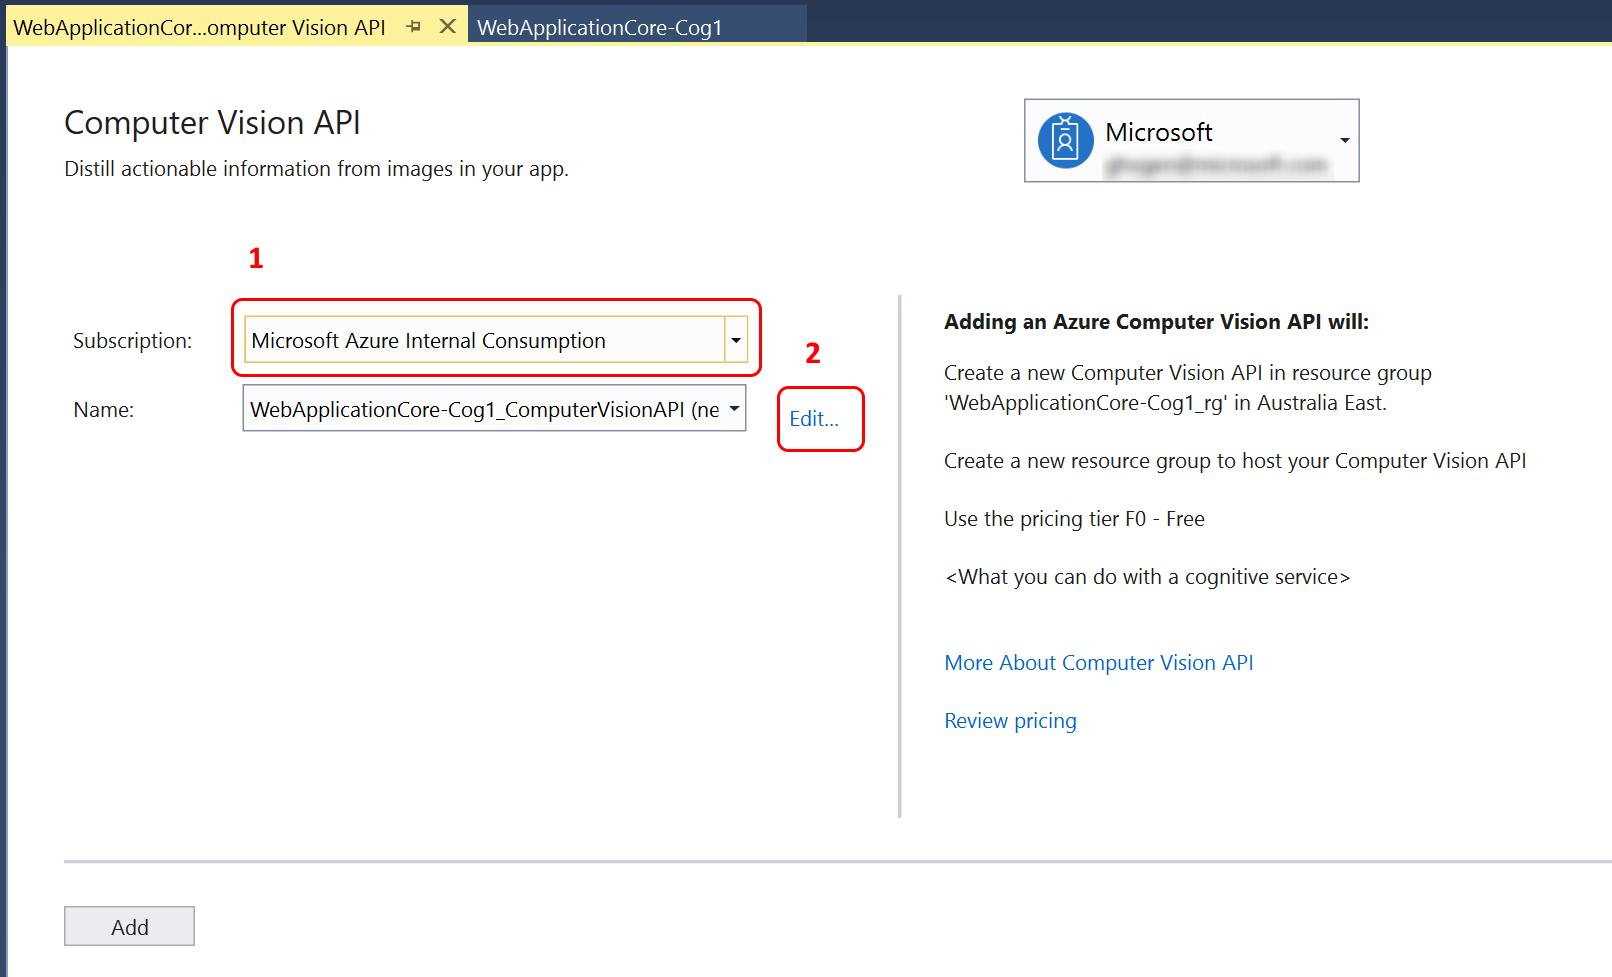 WebApplicationCor...omputer Vision API
WebApplicationCore-Cog1
Computer Vision API
Distill actionable information from images in your app.
Microsoft
1
Subscription:
Microsoft Azure Internal Consumption
2
Name:
WebApplicationCore-Cog1_ComputerVisionAPI (ne
Edit...
Adding an Azure Computer Vision API will:
Create a new Computer Vision API in resource group
'WebApplicationCore-Cog1_rg' in Australia East.
Create a new resource group to host your Computer Vision API
Use the pricing tier F0 - Free
<What you can do with a cognitive service>
More About Computer Vision API
Review pricing
Add